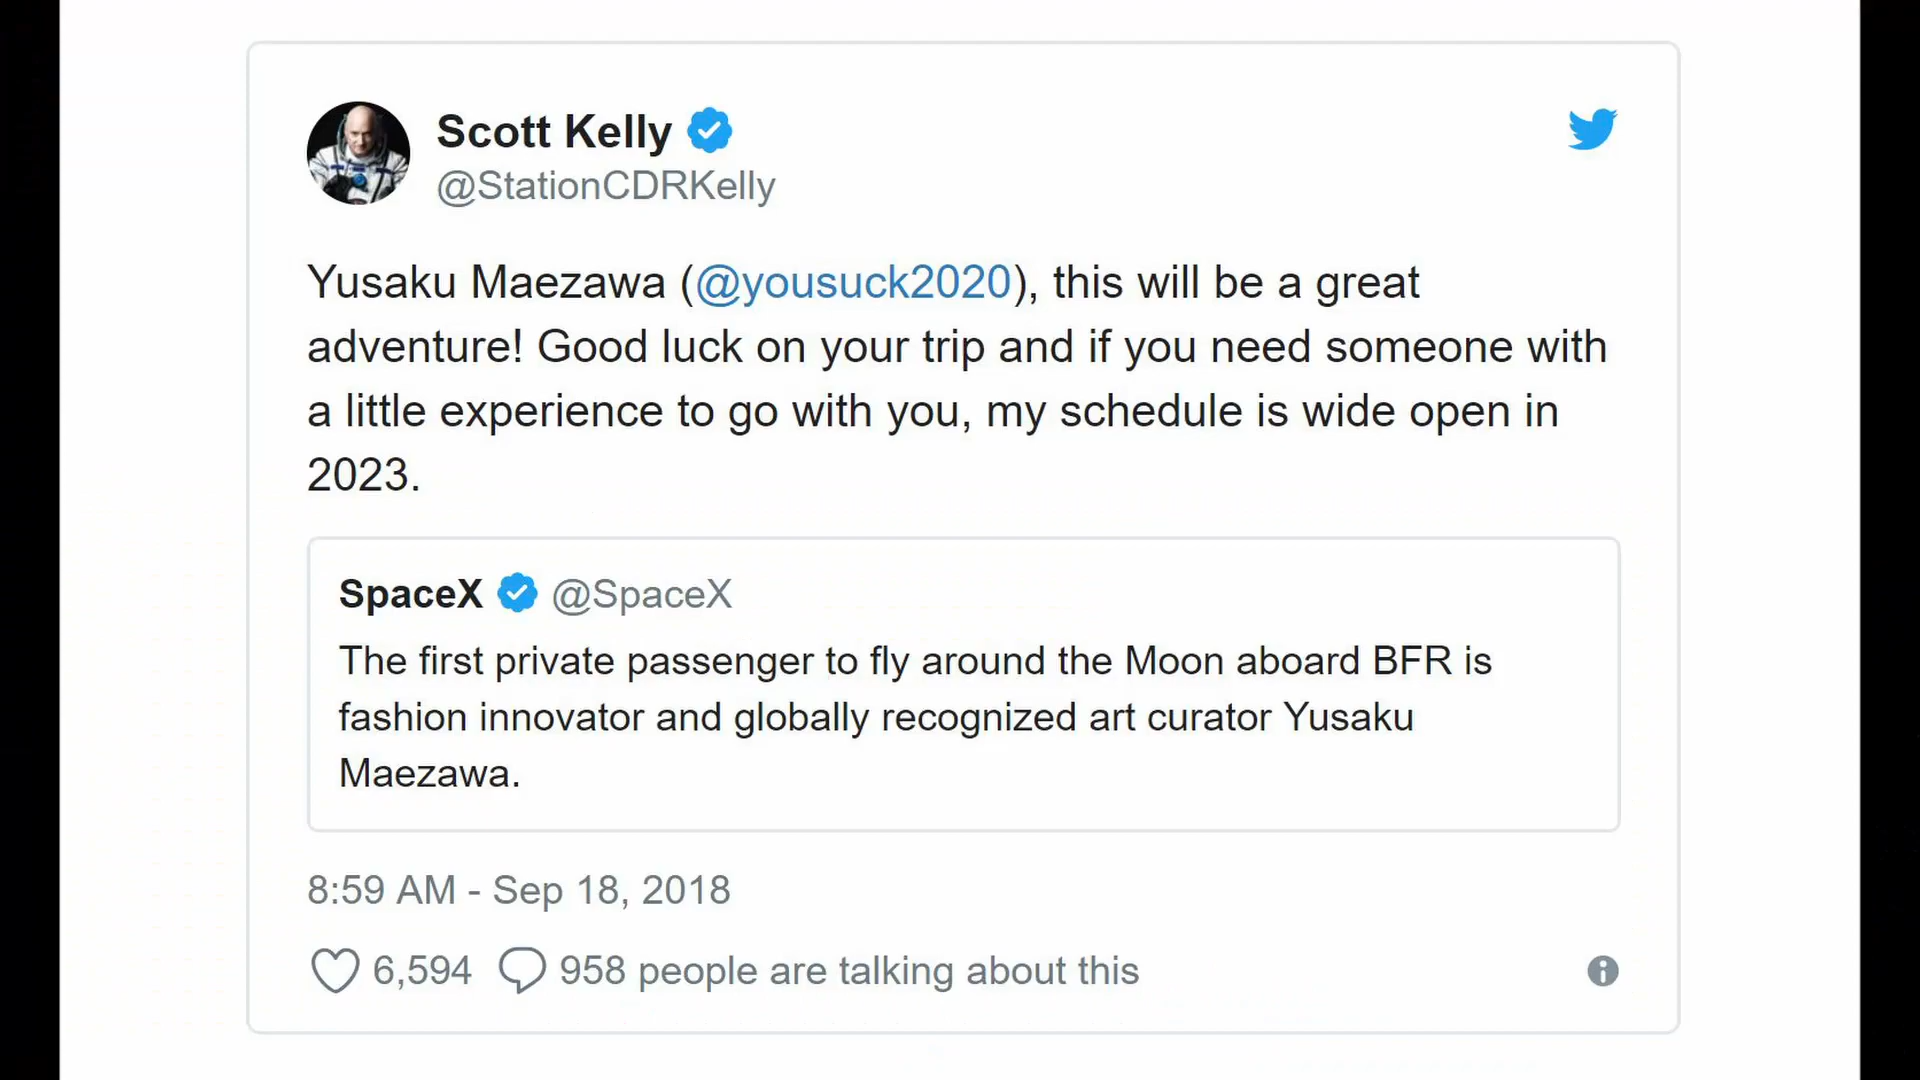 Scott Kelly
@StationCDRKelly
Yusaku Maezawa (@yousuck2020), this will be a great
adventure! Good luck on your trip and if you need someone with
a little experience to go with you, my schedule is wide open in
2023.
SpaceX @SpaceX
The first private passenger to fly around the Moon aboard BFR is
fashion innovator and globally recognized art curator Yusaku
Maezawa.
8:59 AM - Sep 18, 2018
6,594 958 people are talking about this